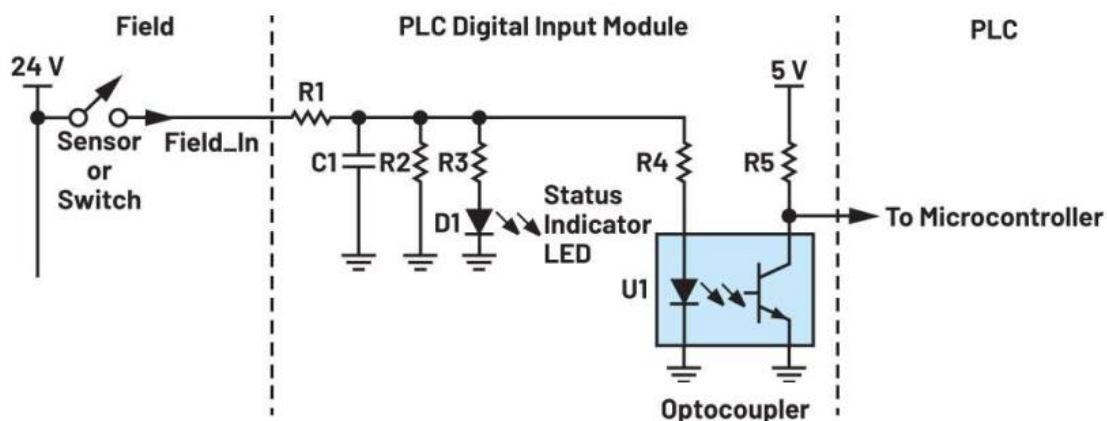 Field
PLC Digital Input Module
PLC
24 V
5 V
R1
Sensor
or
Switch
Field_In
C1
R2
R3
R4
R5
D1
Status
Indicator
LED
To Microcontroller
U1
Optocoupler